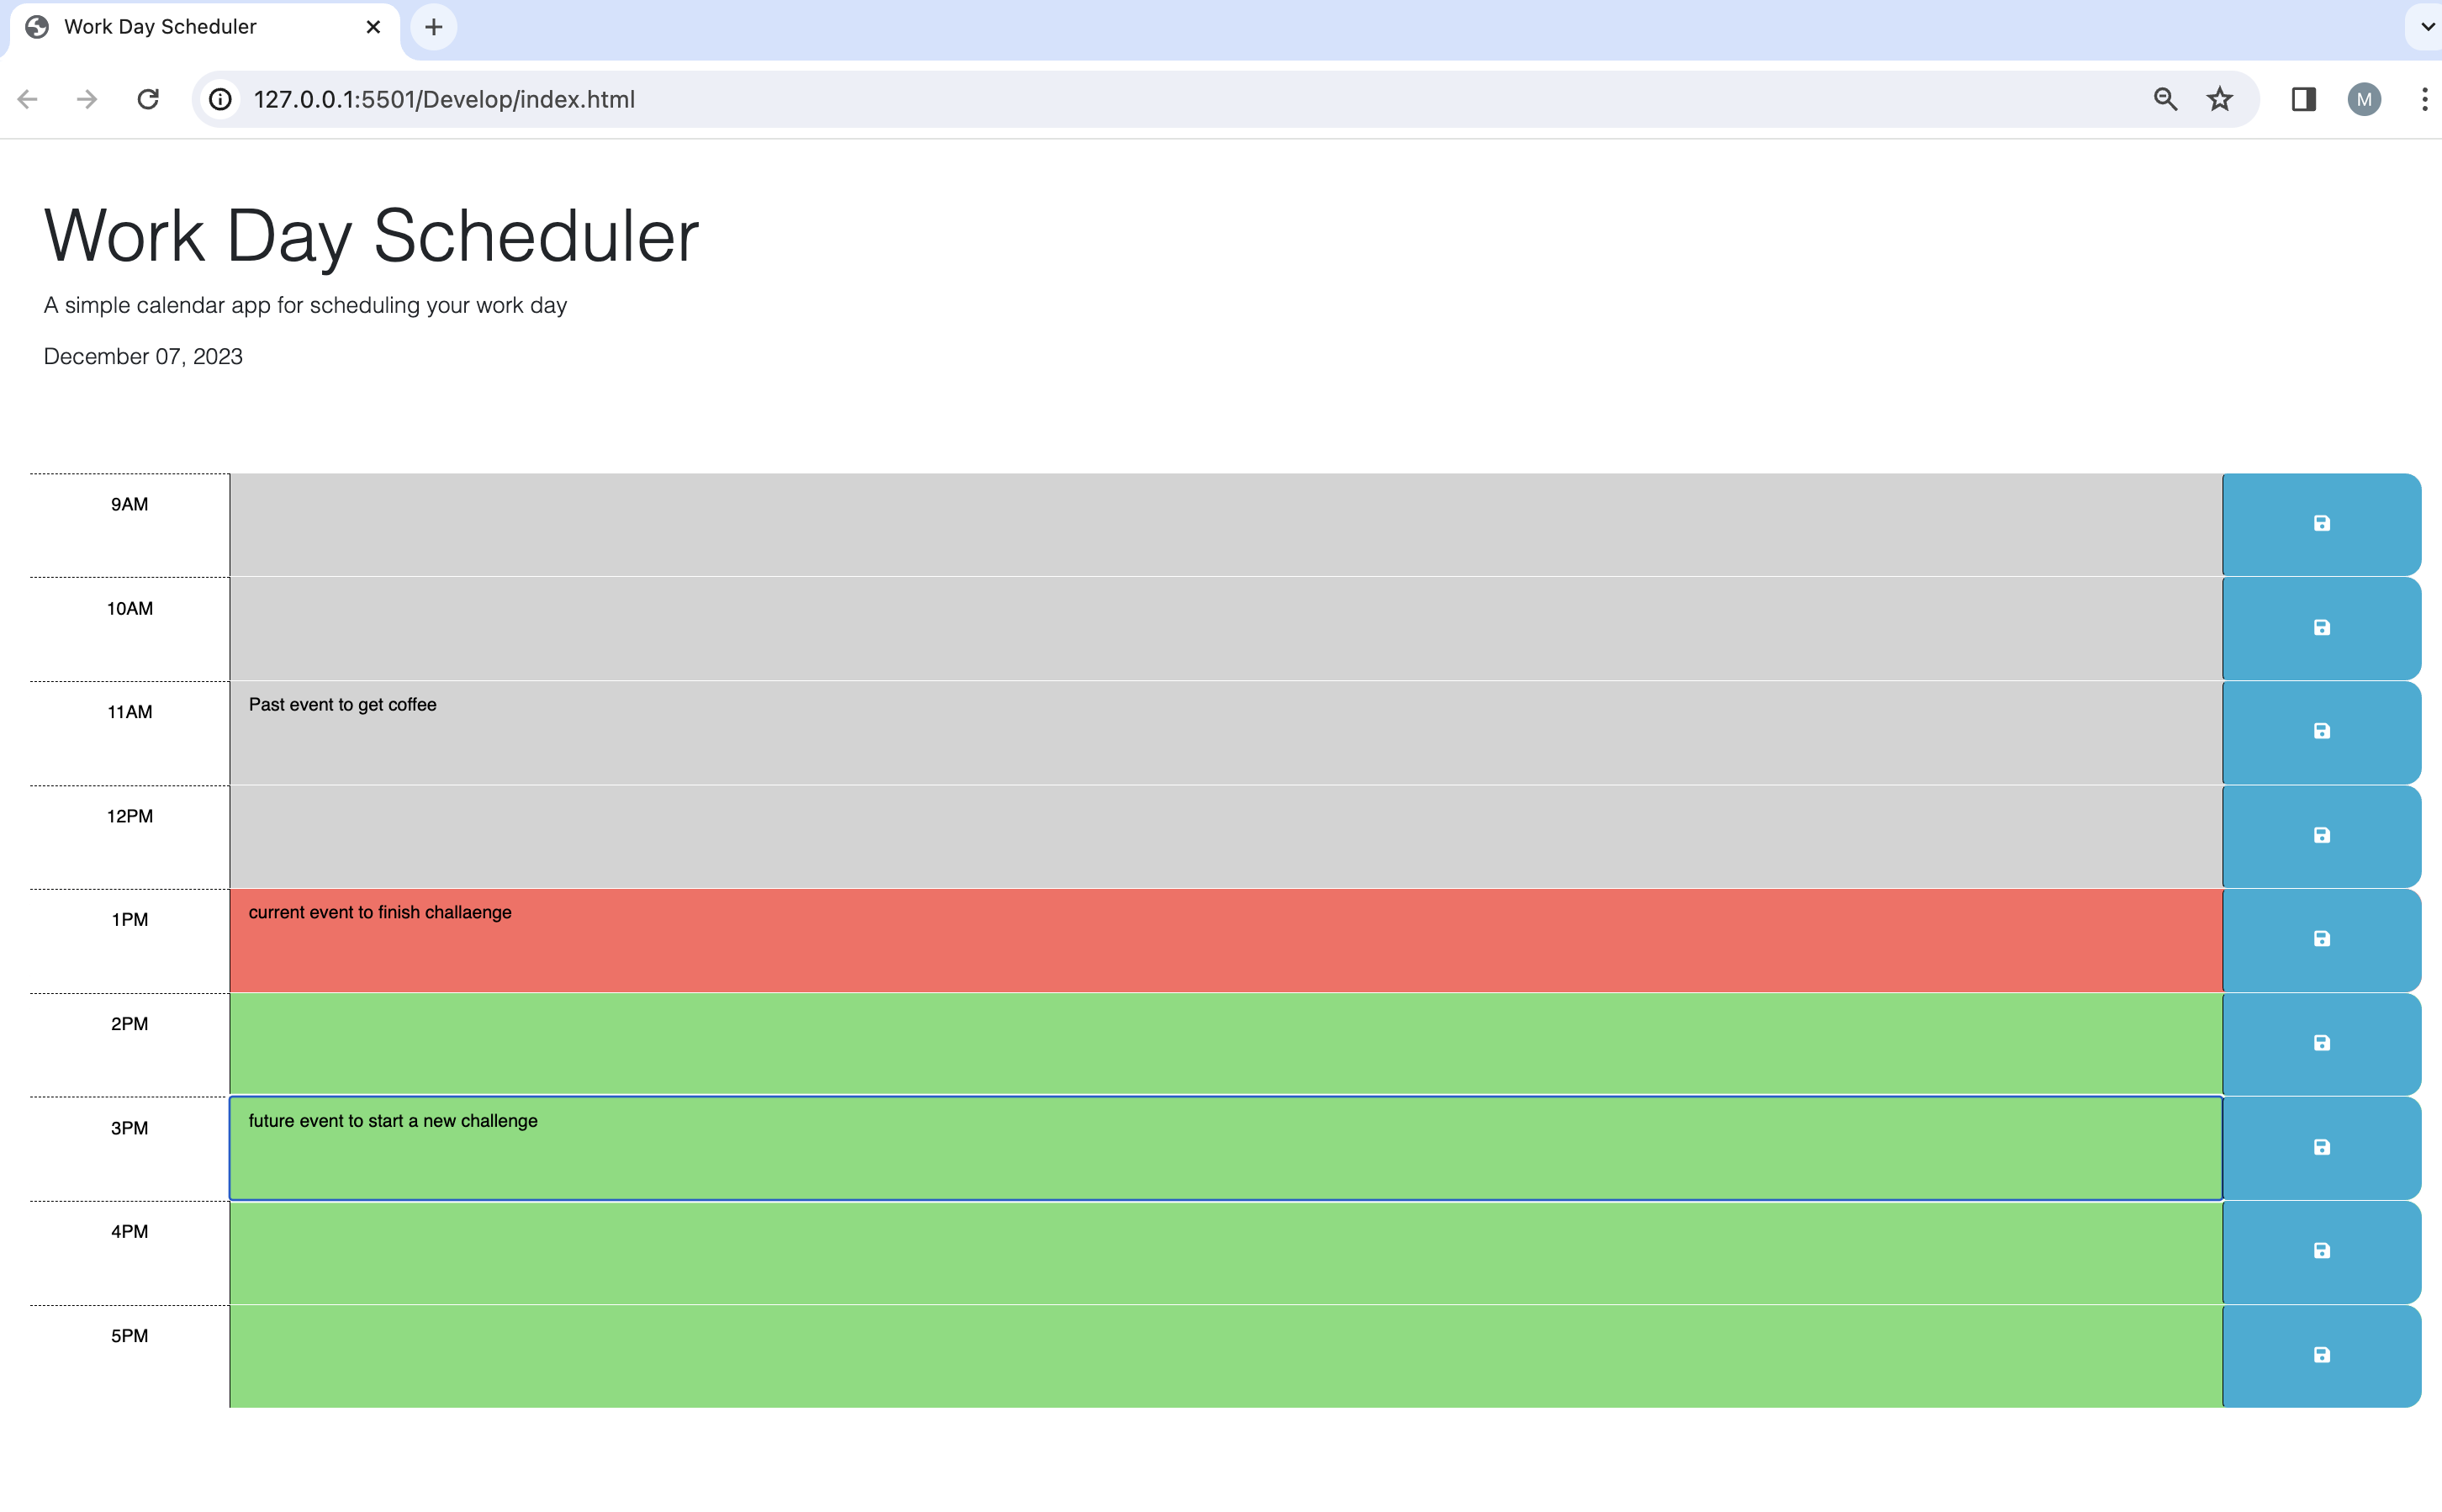 Work Day Scheduler
127.0.0.1:5501/Develop/index.html
M
Work Day Scheduler
A simple calendar app for scheduling your work day
December 07, 2023
9AM
10AM
11AM
Past event to get coffee
12PM
1PM
current event to finish challaenge
2PM
3PM
future event to start a new challenge
4PM
5PM